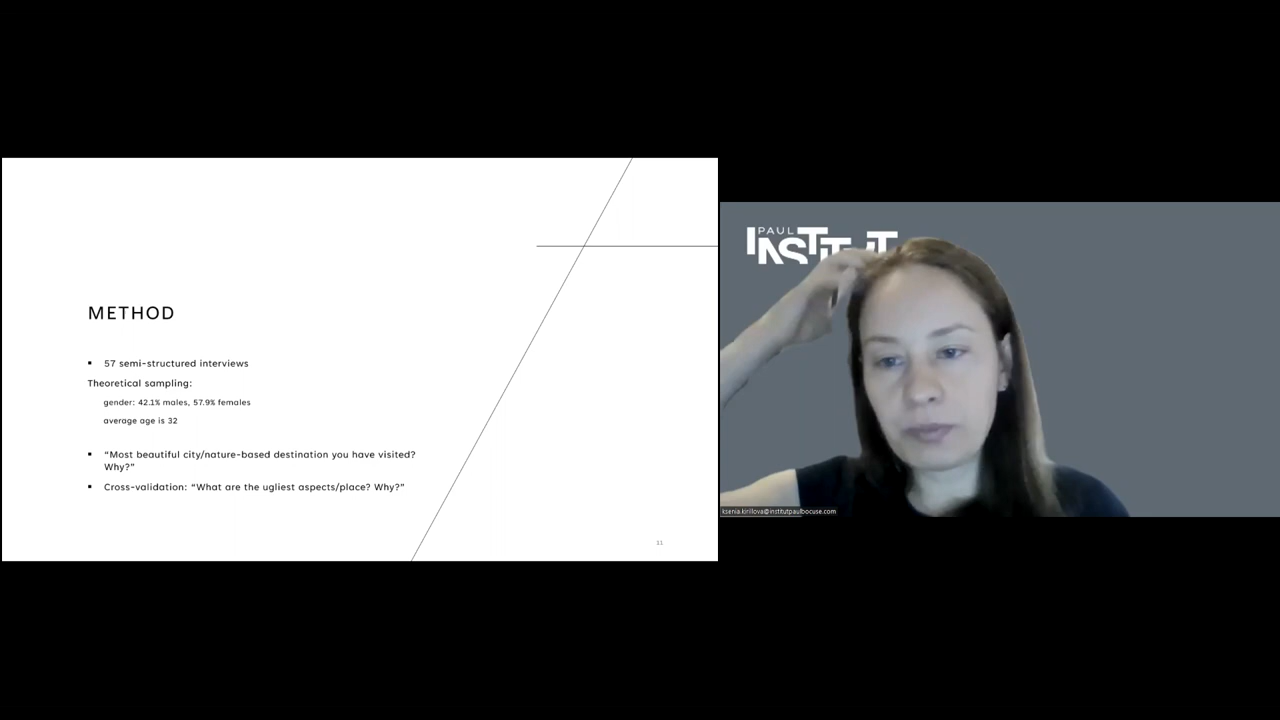 METHOD
▪ 57 semi-structured interviews
Theoretical sampling:
gender: 42.1% males, 57.9% females
average age is 32
▪ “Most beautiful city/nature-based destination you have visited?
Why?”
▪ Cross-validation: “What are the ugliest aspects/place? Why?”
11
PAUL
INSTITUT
ksenia.kirillova@institutpaulbocuse.com